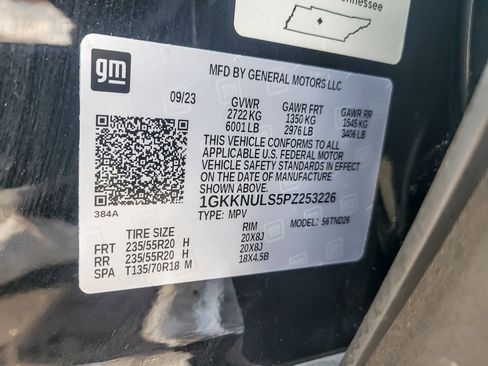 Tennessee
gm
MFD BY GENERAL MOTORS LLC
09/23 GVWR GAWR FRT GAWR RR
2722 KG 1350 KG 1545 KG
6001 LB 2976 LB 3406 LB
THIS VEHICLE CONFORMS TO ALL
APPLICABLE U.S. FEDERAL MOTOR
VEHICLE SAFETY STANDARDS IN EFFECT
ON THE DATE OF MANUFACTURE
SHOWN ABOVE.
1GKKNULS5PZ253226
384A
TYPE: MPV MODEL: 56TND26
TIRE SIZE RIM
FRT 235/55R20 H 20X8J
RR 235/55R20 H 20X8J
SPA T135/70R18 M 18X4.5B